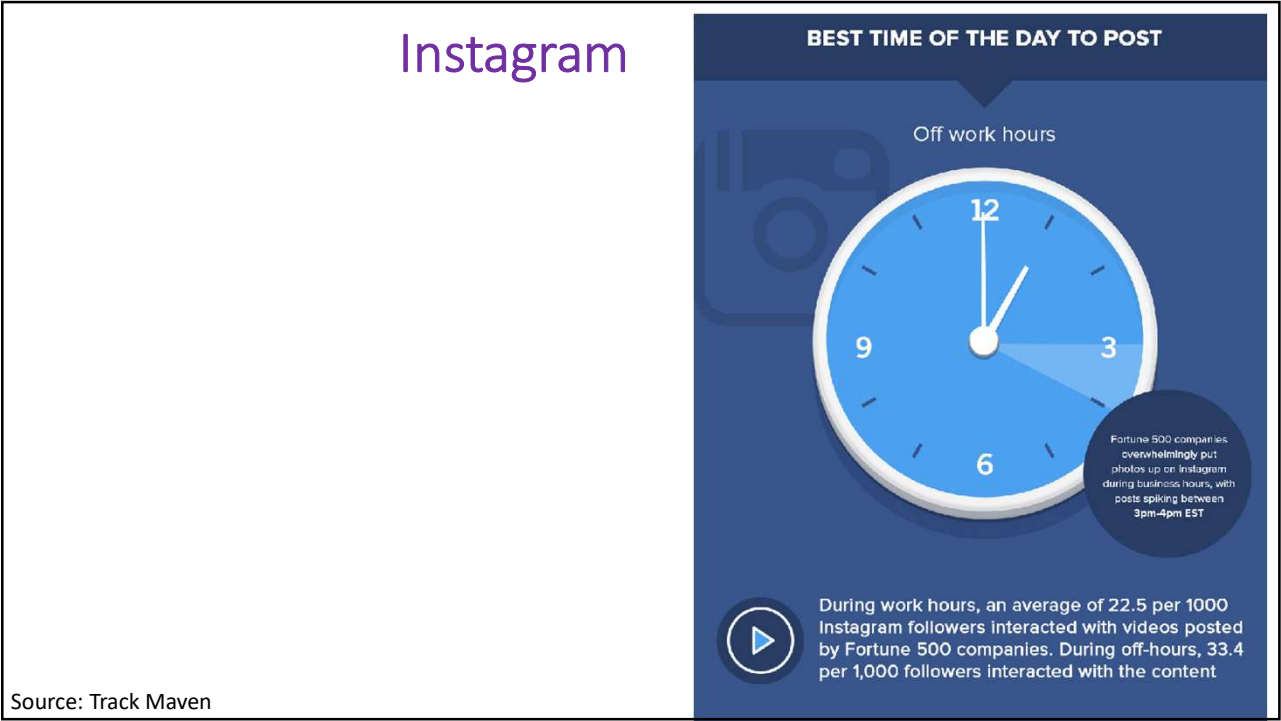 Instagram
BEST TIME OF THE DAY TO POST
Off work hours
12
9
3
6
Fortune 500 companies
overwhelmingly put
photos up on Instagram
during business hours, with
posts spiking between
3pm-4pm EST
During work hours, an average of 22.5 per 1000
Instagram followers interacted with videos posted
by Fortune 500 companies. During off-hours, 33.4
per 1,000 followers interacted with the content
Source: Track Maven